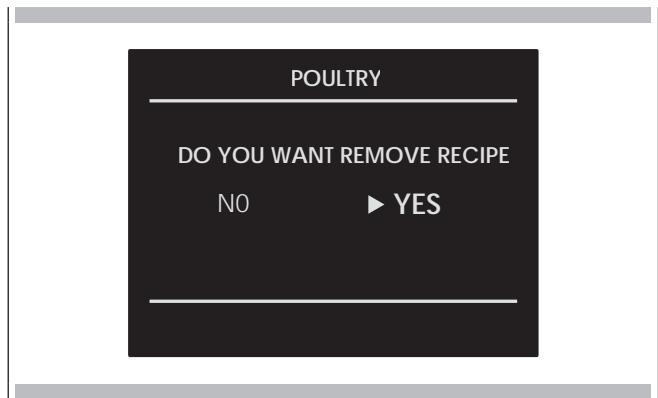 POULTRY
DO YOU WANT REMOVE RECIPE
N0 ▶ YES